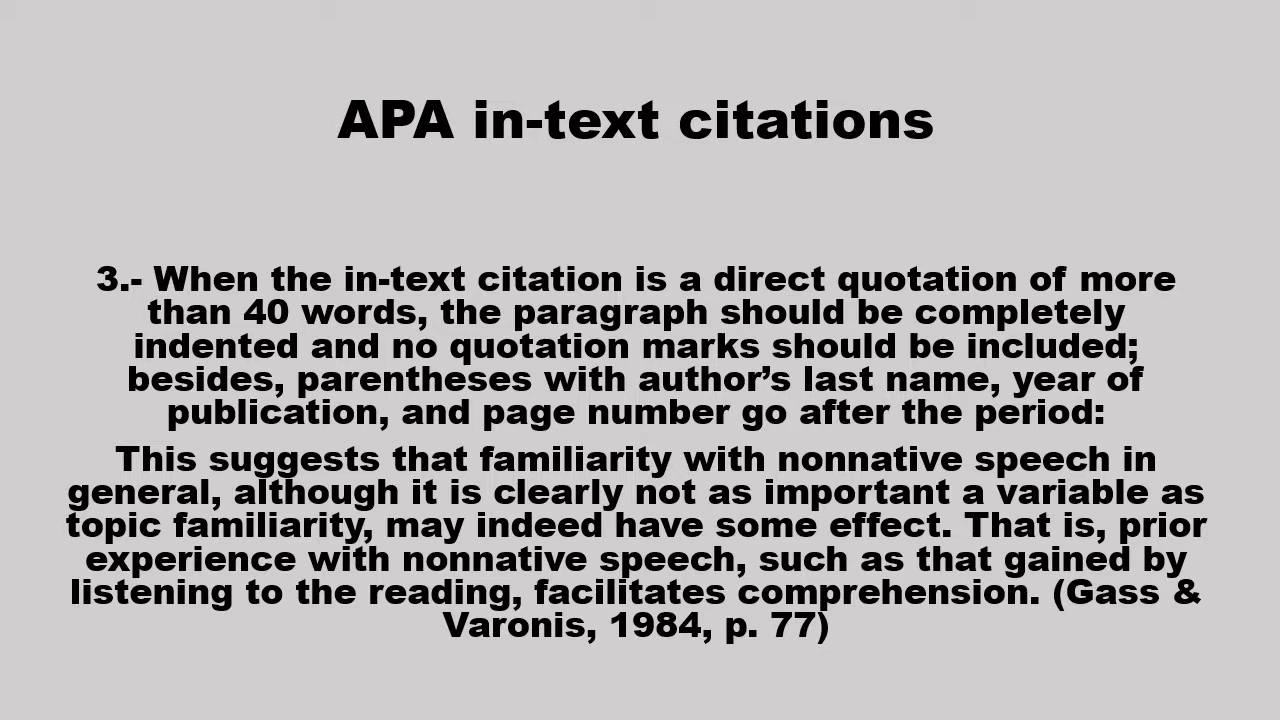 APA in-text citations
3.- When the in-text citation is a direct quotation of more
than 40 words, the paragraph should be completely
indented and no quotation marks should be included;
besides, parentheses with author’s last name, year of
publication, and page number go after the period:
This suggests that familiarity with nonnative speech in
general, although it is clearly not as important a variable as
topic familiarity, may indeed have some effect. That is, prior
experience with nonnative speech, such as that gained by
listening to the reading, facilitates comprehension. (Gass &
Varonis, 1984, p. 77)